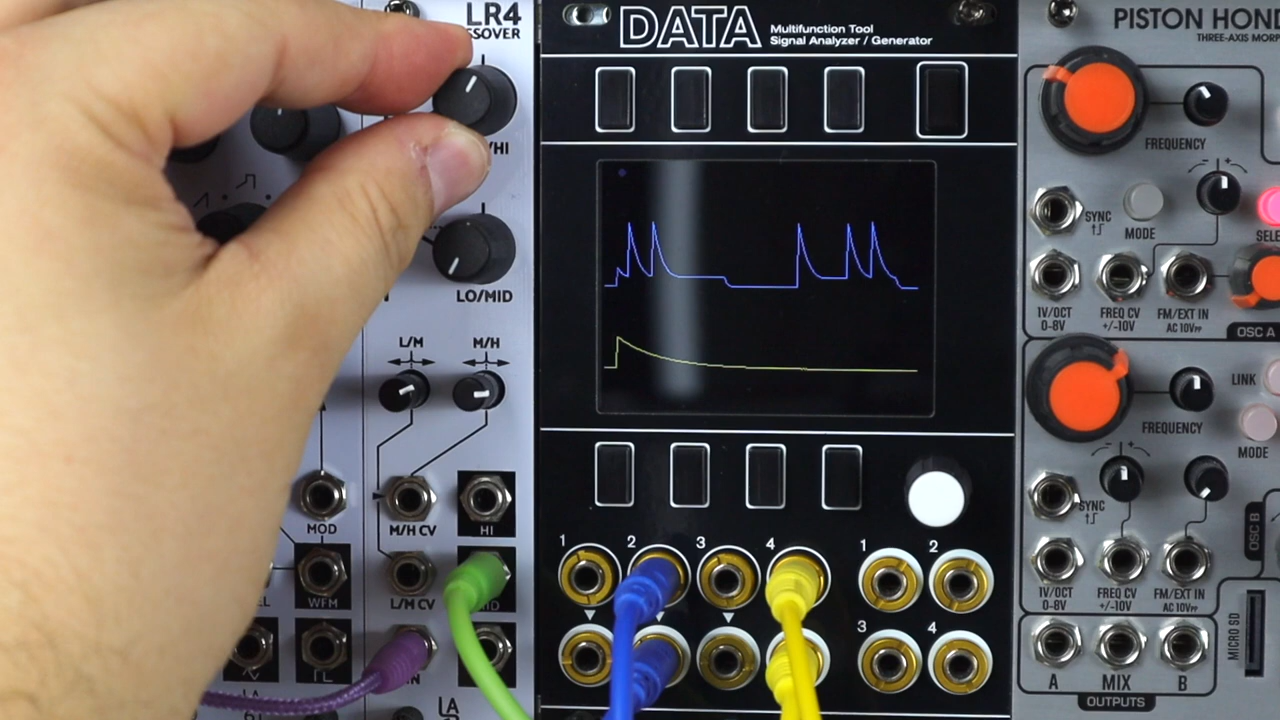 LR4
SSOVER
/HI
LO/MID
L/M
M/H
MOD
M/H CV
HI
WFM
L/M CV
DATA
Multifunction Tool
Signal Analyzer / Generator
1
2
3
4
1
2
3
4
PISTON HON
THREE-AXIS MORP
FREQUENCY
SYNC
MODE
SELE
1V/OCT
0-8V
FREQ CV
+/-10V
FM/EXT IN
AC 10Vpp
OSC A
LINK
FREQUENCY
MODE
SYNC
OSC B
1V/OCT
0-8V
FREQ CV
+/-10V
FM/EXT IN
AC 10Vpp
MICRO SD
A
MIX
B
OUTPUTS